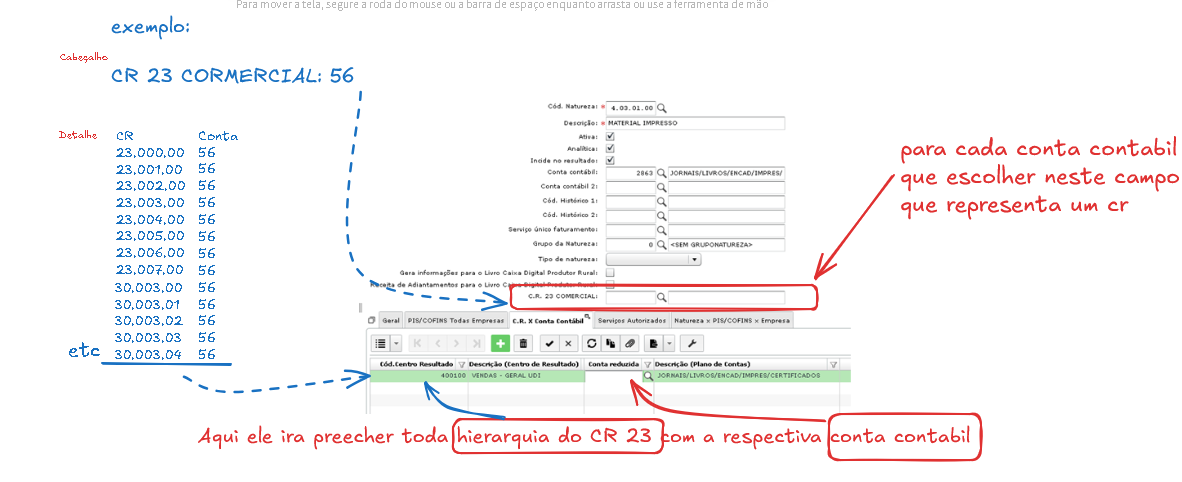 Para mover a tela, segure a roda do mouse ou a barra de espaço enquanto arrasta ou use a ferramenta de mão
exemplo:
Cabeçalho
CR 23 CORMERCIAL: 56
Detalhe
CR Conta
23.000.00 56
23.001.00 56
23.002.00 56
23.003.00 56
23.004.00 56
23.005.00 56
23.006.00 56
23.007.00 56
30.003.00 56
30.003.01 56
30.003.02 56
30.003.03 56
etc 30.003.04 56
Cód. Natureza: * 4.03.01.00
Descrição: * MATERIAL IMPRESSO
Ativa:
Analítica:
Incide no resultado:
Conta contábil: 2863 JORNAIS/LIVROS/ENCAD/IMPRES/
Conta contábil 2:
Cód. Histórico 1:
Cód. Histórico 2:
Serviço único faturamento:
Grupo da Natureza: 0 <SEM GRUPONATUREZA>
Tipo de natureza:
Gera informações para o Livro Caixa Digital Produtor Rural:
Receita de Adiantamentos para o Livro Caixa Digital Produtor Rural:
C.R. 23 COMERCIAL:
para cada conta contabil
que escolher neste campo
que representa um cr
Geral PIS/COFINS Todas Empresas C.R. X Conta Contábil Serviços Autorizados Natureza x PIS/COFINS x Empresa
Cód.Centro Resultado Descrição (Centro de Resultado) Conta reduzida Descrição (Plano de Contas)
400100 VENDAS - GERAL UDI JORNAIS/LIVROS/ENCAD/IMPRES/CERTIFICADOS
Aqui ele ira preecher toda hierarquia do CR 23 com a respectiva conta contabil